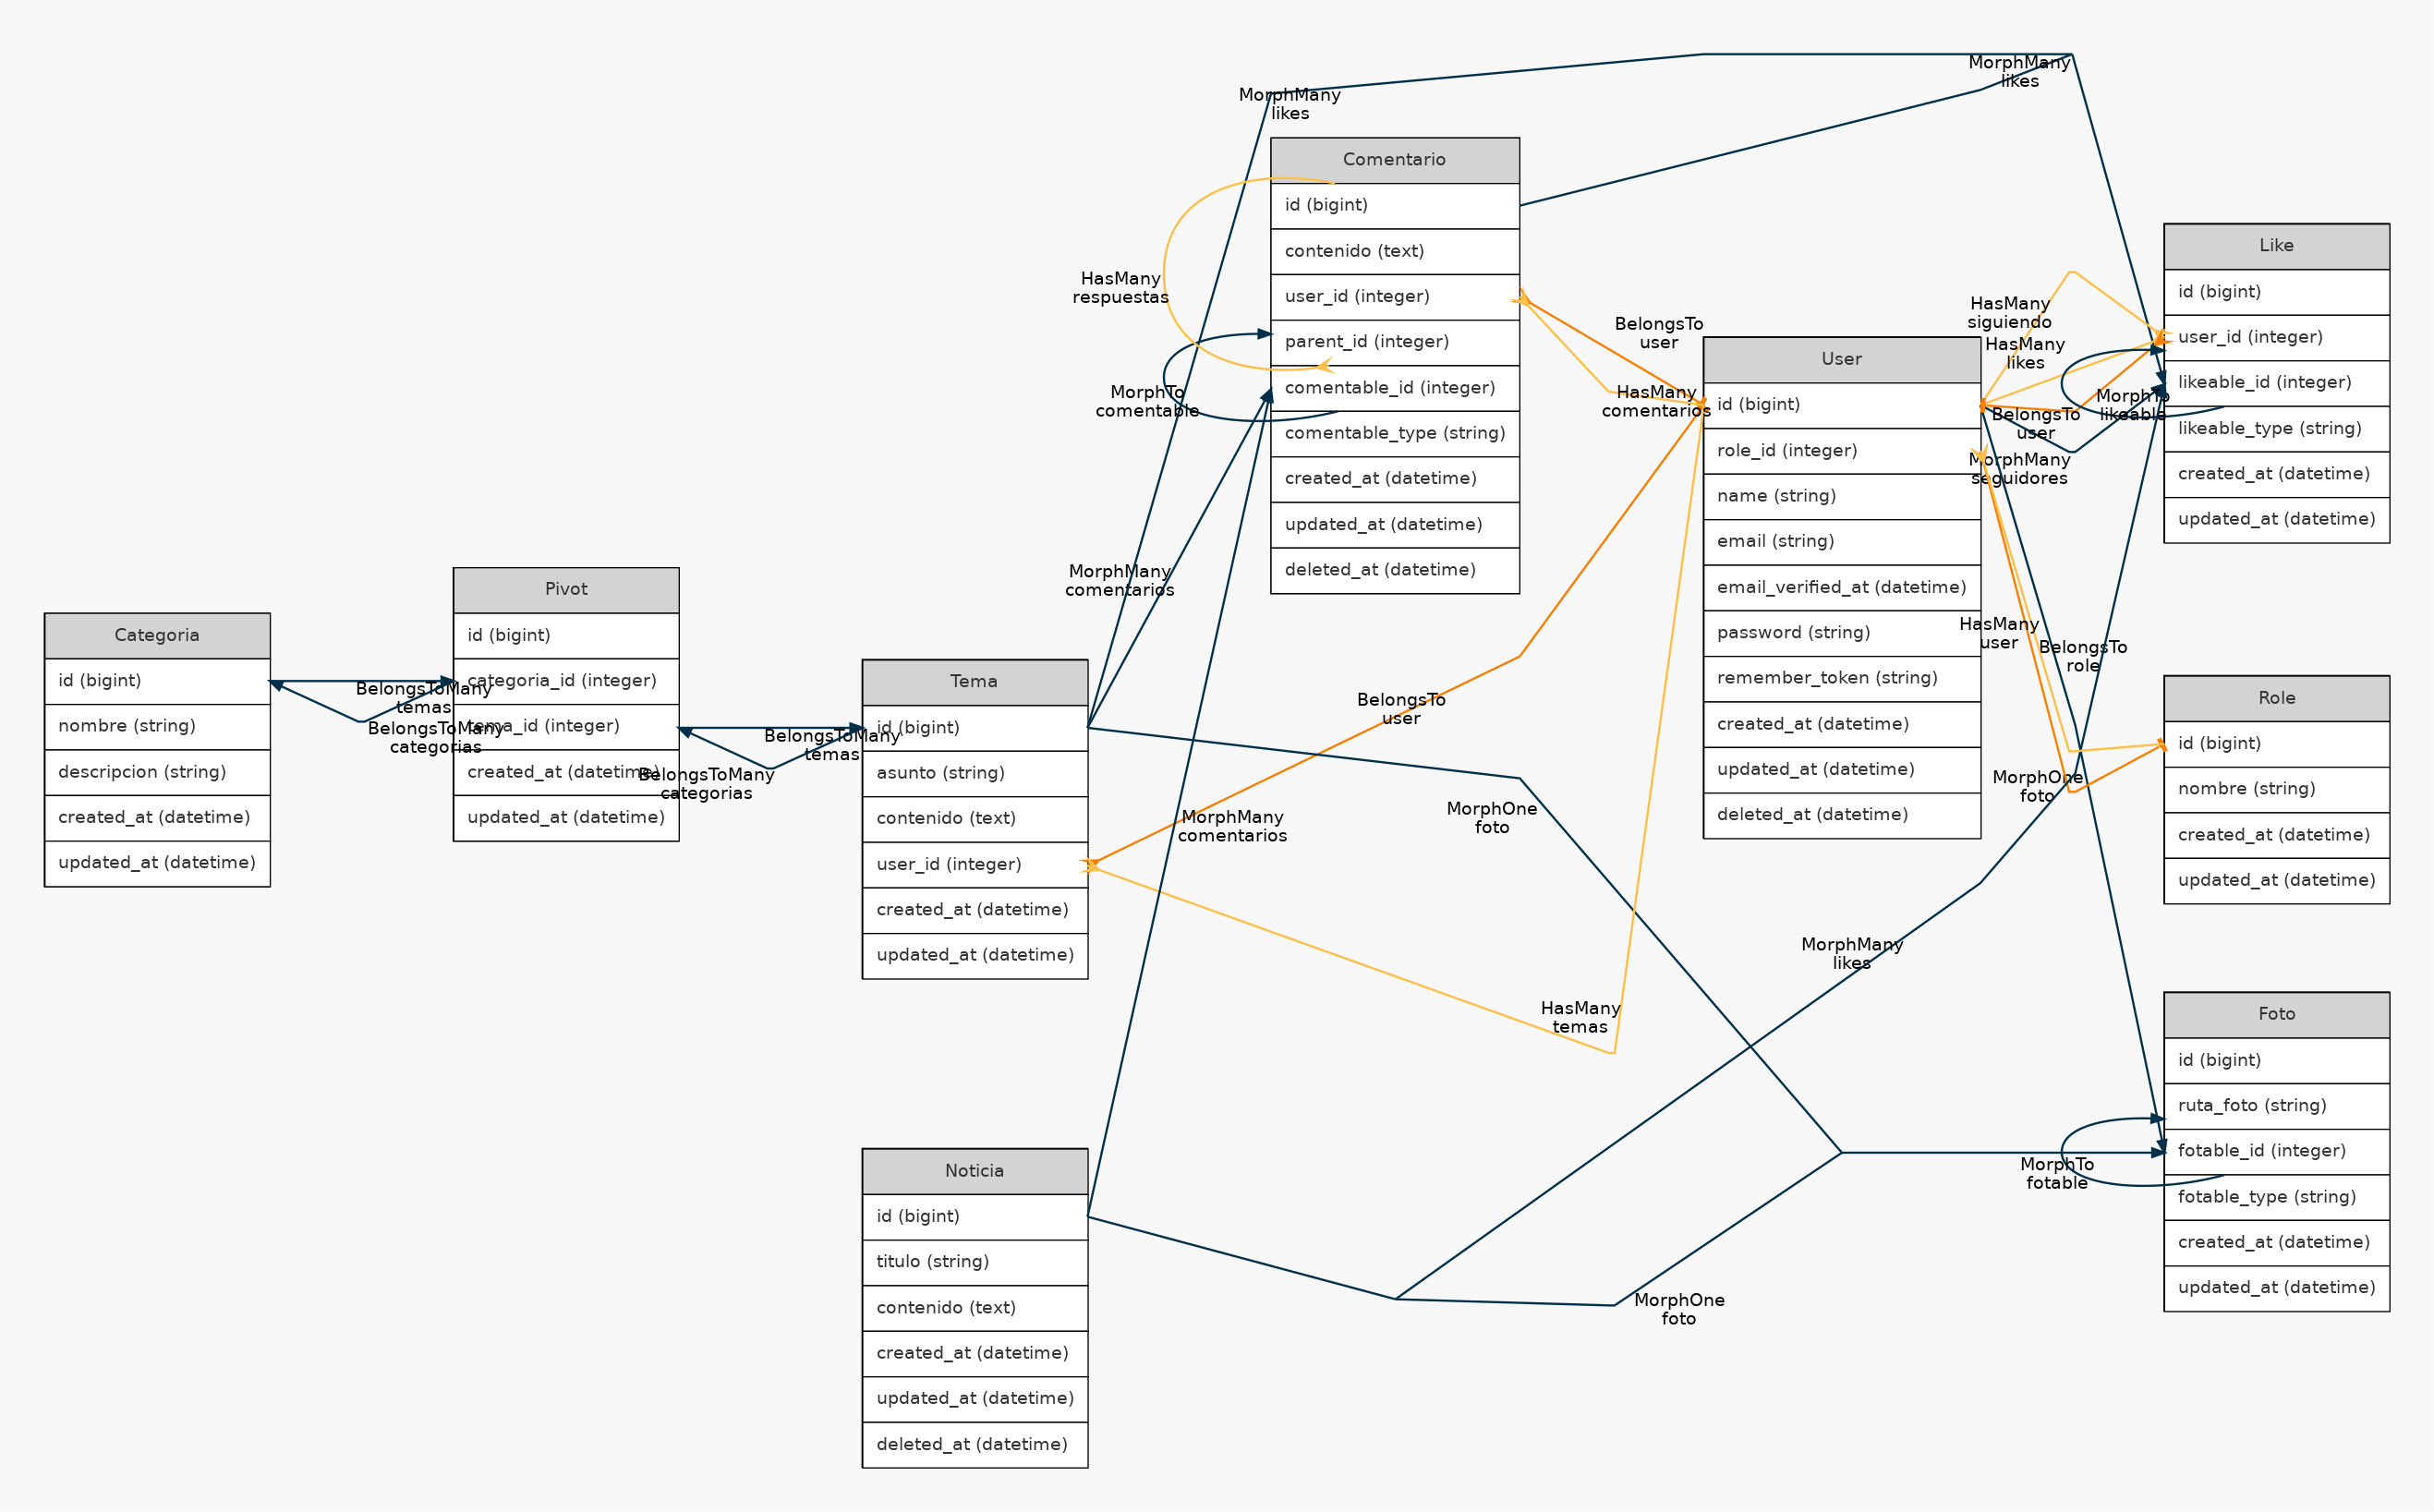 Categoria
id (bigint)
nombre (string)
descripcion (string)
created_at (datetime)
updated_at (datetime)
BelongsToMany
temas
BelongsToMany
categorias
Pivot
id (bigint)
categoria_id (integer)
tema_id (integer)
created_at (datetime)
updated_at (datetime)
BelongsToMany
temas
BelongsToMany
categorias
Tema
id (bigint)
asunto (string)
contenido (text)
user_id (integer)
created_at (datetime)
updated_at (datetime)
Noticia
id (bigint)
titulo (string)
contenido (text)
created_at (datetime)
updated_at (datetime)
deleted_at (datetime)
MorphMany
likes
HasMany
respuestas
MorphTo
comentable
MorphMany
comentarios
MorphMany
comentarios
Comentario
id (bigint)
contenido (text)
user_id (integer)
parent_id (integer)
comentable_id (integer)
comentable_type (string)
created_at (datetime)
updated_at (datetime)
deleted_at (datetime)
BelongsTo
user
HasMany
comentarios
BelongsTo
user
MorphOne
foto
HasMany
temas
MorphMany
likes
MorphOne
foto
User
id (bigint)
role_id (integer)
name (string)
email (string)
email_verified_at (datetime)
password (string)
remember_token (string)
created_at (datetime)
updated_at (datetime)
deleted_at (datetime)
MorphMany
likes
HasMany
siguiendo
HasMany
likes
BelongsTo
user
MorphTo
likeable
MorphMany
seguidores
HasMany
user
BelongsTo
role
MorphOne
foto
MorphTo
fotable
Like
id (bigint)
user_id (integer)
likeable_id (integer)
likeable_type (string)
created_at (datetime)
updated_at (datetime)
Role
id (bigint)
nombre (string)
created_at (datetime)
updated_at (datetime)
Foto
id (bigint)
ruta_foto (string)
fotable_id (integer)
fotable_type (string)
created_at (datetime)
updated_at (datetime)